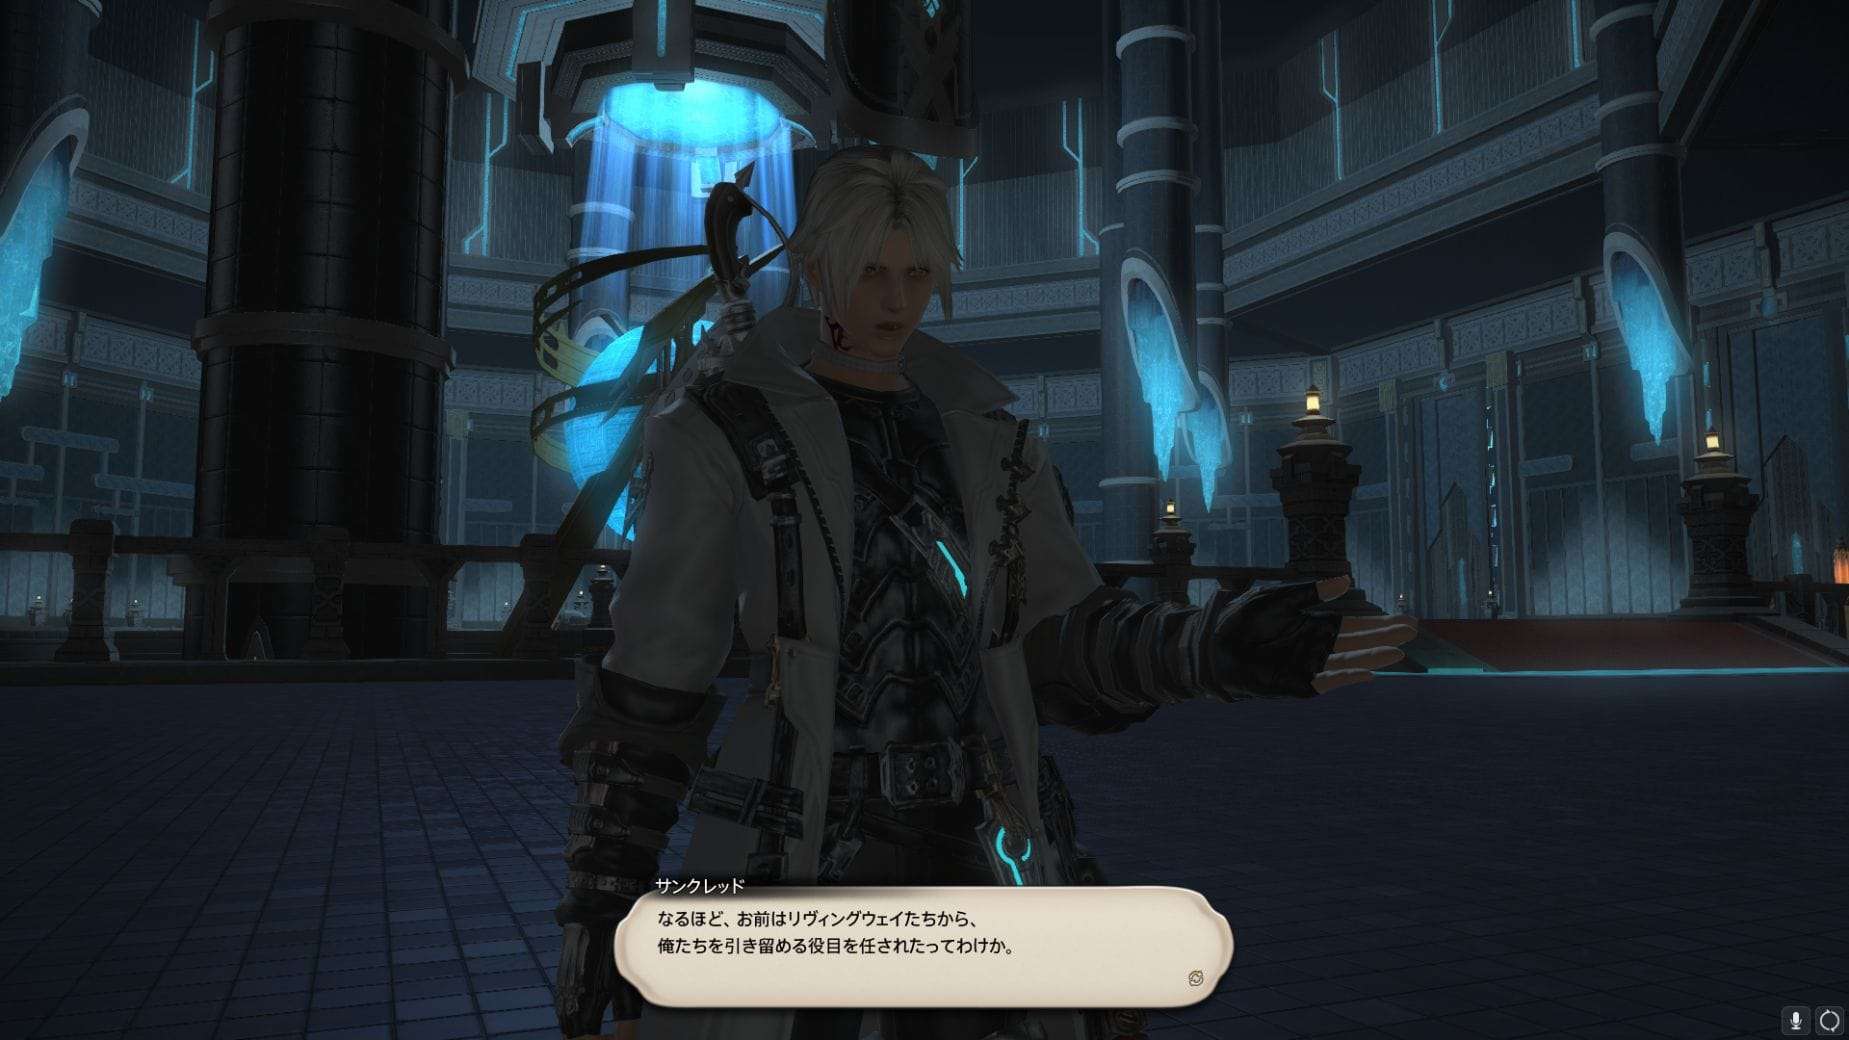 サンクレッド
なるほど、お前はリヴィングウェイたちから、
俺たちを引き留める役目を任されたってわけか。